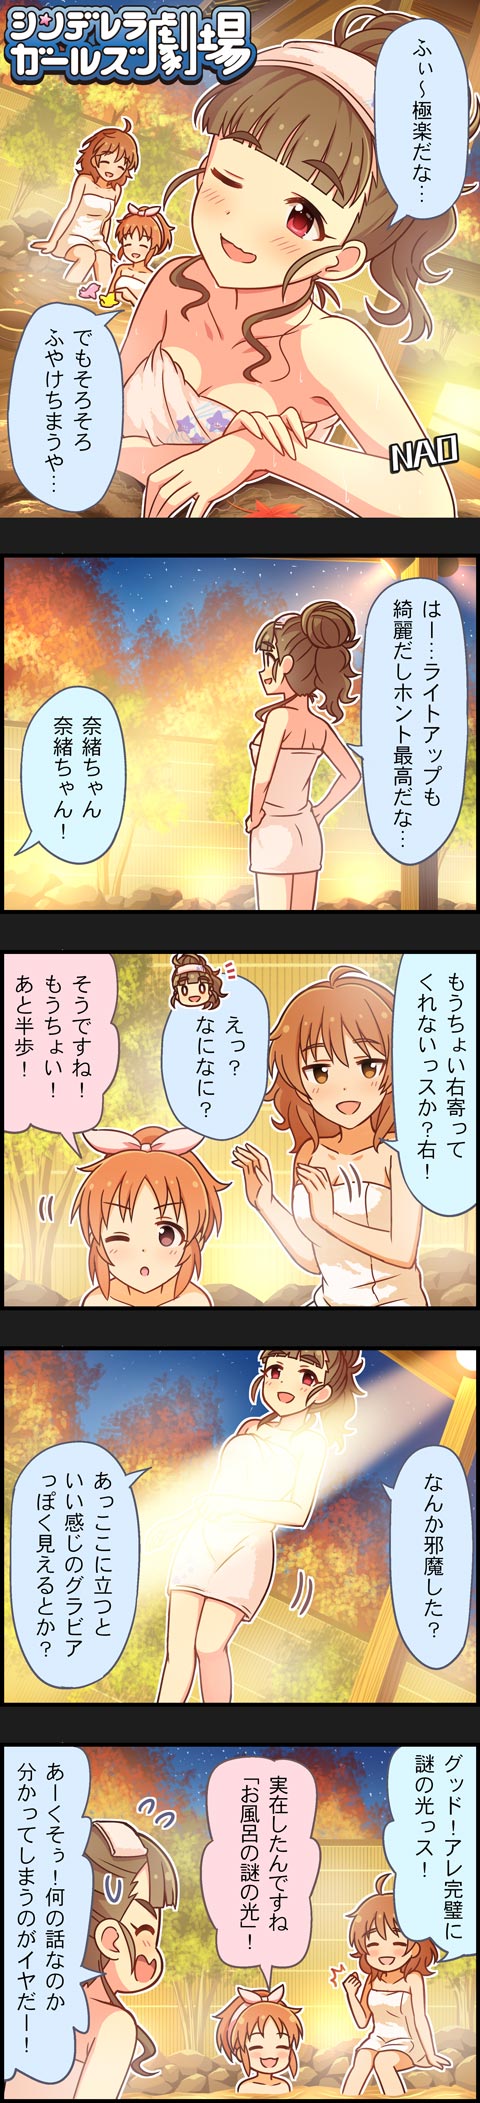 シンデレラ
ガールズ劇場
ふぃ〜極楽だな…
でもそろそろ
ふやけちまうや…
NAO
はー…ライトアップも
綺麗だしホント最高だな…
奈緒ちゃん
奈緒ちゃん！
もうちょい右寄って
くれないっスか？右！
えっ？
なになに？
そうですね！
もうちょい！
あと半歩！
なんか邪魔した？
あっここに立つと
いい感じのグラビア
っぽく見えるとか？
グッド！アレ完璧に
謎の光っス！
実在したんですね
「お風呂の謎の光」！
あーくそぅ！何の話なのか
分かってしまうのがイヤだー！